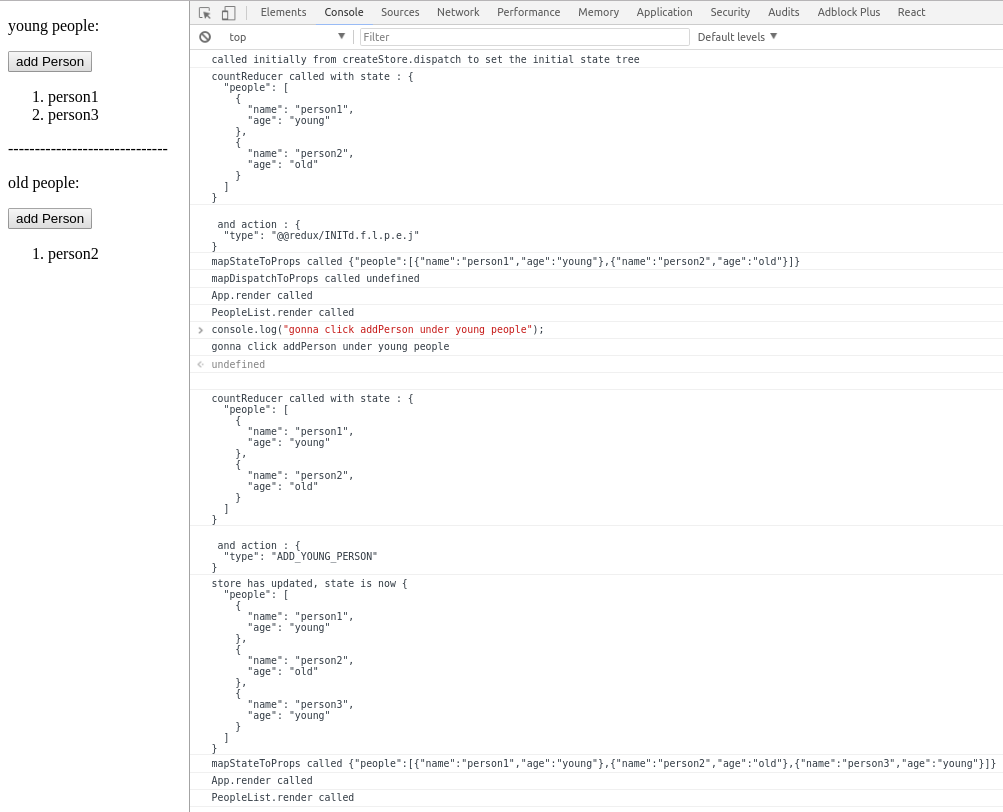 young people:
add Person
1. person1
2. person3
------------------------------
old people:
add Person
1. person2
Elements Console Sources Network Performance Memory Application Security Audits Adblock Plus React
top Filter Default levels
called initially from createStore.dispatch to set the initial state tree
countReducer called with state : {
"people": [
{
"name": "person1",
"age": "young"
},
{
"name": "person2",
"age": "old"
}
]
}
and action : {
"type": "@@redux/INITd.f.l.p.e.j"
}
mapStateToProps called {"people":[{"name":"person1","age":"young"},{"name":"person2","age":"old"}]}
mapDispatchToProps called undefined
App.render called
PeopleList.render called
console.log("gonna click addPerson under young people");
gonna click addPerson under young people
undefined
countReducer called with state : {
"people": [
{
"name": "person1",
"age": "young"
},
{
"name": "person2",
"age": "old"
}
]
}
and action : {
"type": "ADD_YOUNG_PERSON"
}
store has updated, state is now {
"people": [
{
"name": "person1",
"age": "young"
},
{
"name": "person2",
"age": "old"
},
{
"name": "person3",
"age": "young"
}
]
}
mapStateToProps called {"people":[{"name":"person1","age":"young"},{"name":"person2","age":"old"},{"name":"person3","age":"young"}]}
App.render called
PeopleList.render called